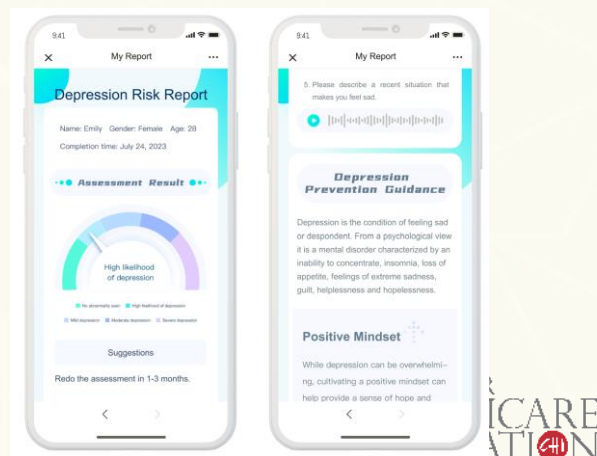 9:41
My Report
Depression Risk Report
Name: Emily Gender: Female Age: 28
Completion time: July 24, 2023
Assessment Result
High likelihood
of depression
No abnormality seen High likelihood of depression
Mild depression Moderate depression Severe depression
Suggestions
Redo the assessment in 1-3 months.
9:41
My Report
5. Please describe a recent situation that
makes you feel sad.
Depression
Prevention Guidance
Depression is the condition of feeling sad
or despondent. From a psychological view
it is a mental disorder characterized by an
inability to concentrate, insomnia, loss of
appetite, feelings of extreme sadness,
guilt, helplessness and hopelessness.
Positive Mindset
While depression can be overwhelmi-
ng, cultivating a positive mindset can
help provide a sense of hope and
ICARE
CHI